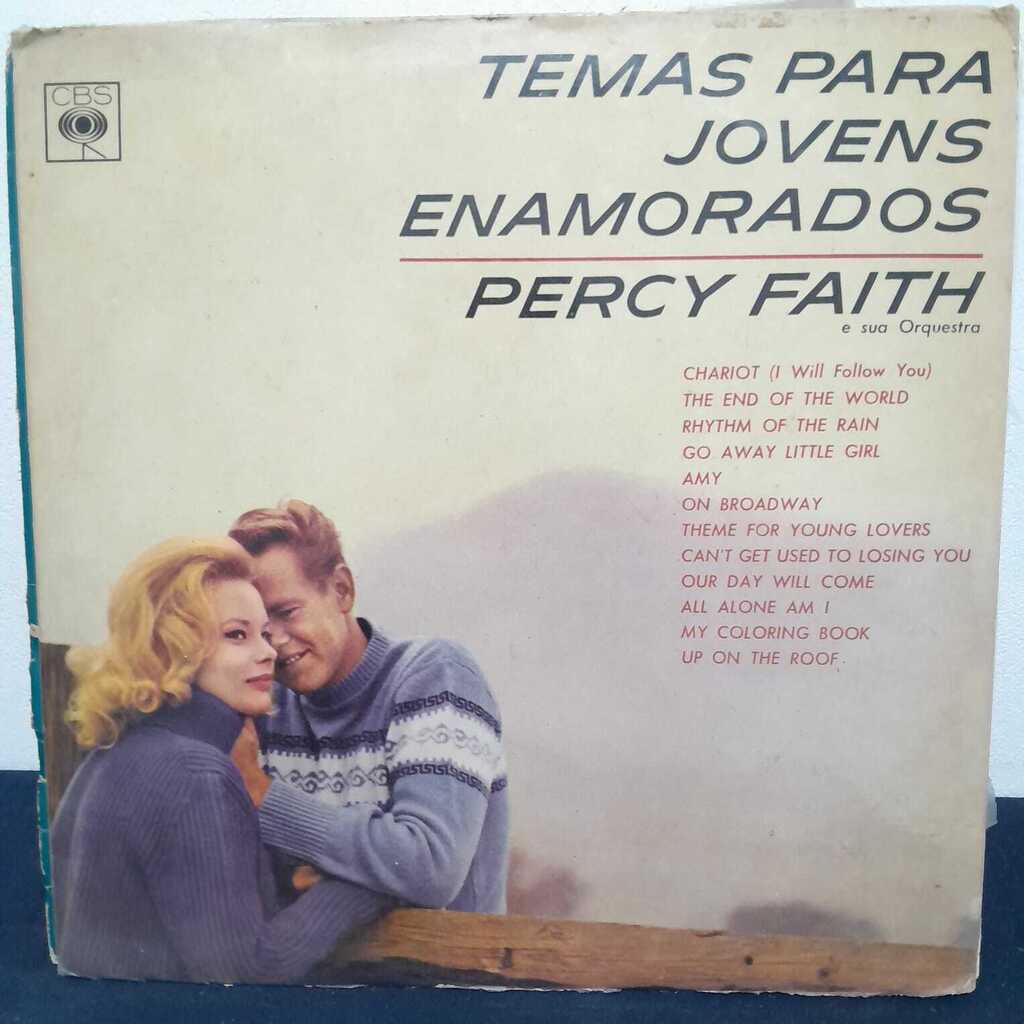 CBS
TEMAS PARA
JOVENS
ENAMORADOS
PERCY FAITH
e sua Orquestra
CHARIOT (I Will Follow You)
THE END OF THE WORLD
RHYTHM OF THE RAIN
GO AWAY LITTLE GIRL
AMY
ON BROADWAY
THEME FOR YOUNG LOVERS
CAN'T GET USED TO LOSING YOU
OUR DAY WILL COME
ALL ALONE AM I
MY COLORING BOOK
UP ON THE ROOF